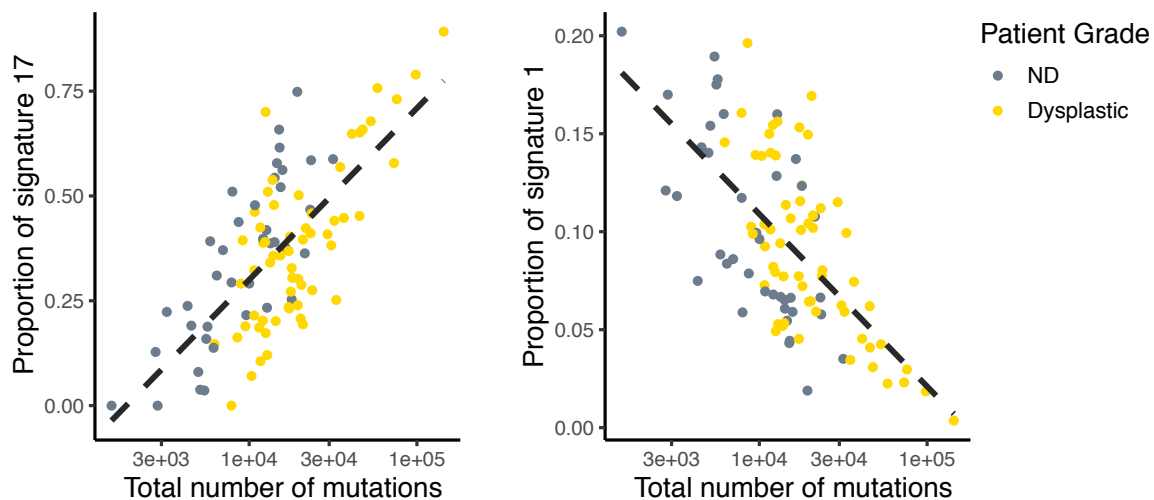 Proportion of signature 17
0.75
0.50
0.25
0.00
3e+03 1e+04 3e+04 1e+05
Total number of mutations
Proportion of signature 1
0.20
0.15
0.10
0.05
0.00
3e+03 1e+04 3e+04 1e+05
Total number of mutations
Patient Grade
ND
Dysplastic